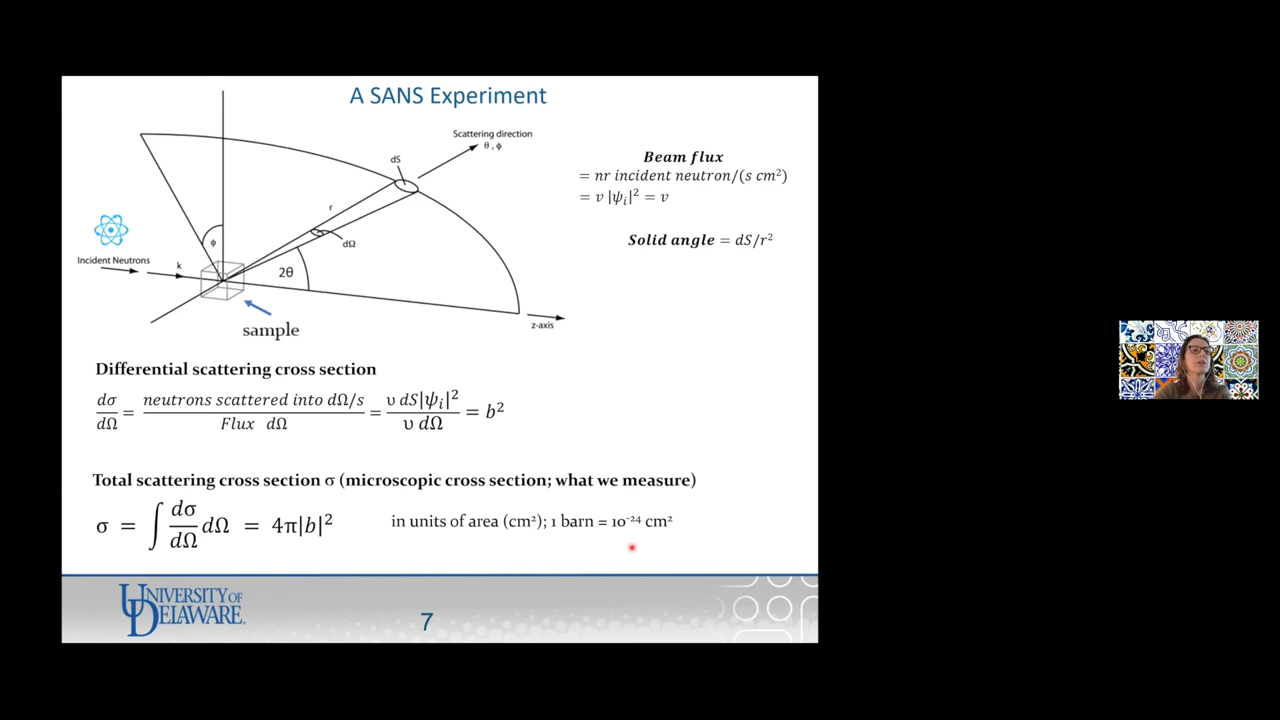 A SANS Experiment
Scattering direction
θ , ϕ
dS
r
dΩ
ϕ
Incident Neutrons
k
2θ
z-axis
sample
Beam flux
= nr incident neutron/(s cm²)
= υ |ψᵢ|² = υ
Solid angle = dS/r²
Differential scattering cross section
dσ/dΩ = neutrons scattered into dΩ/s / Flux dΩ = υ dS|ψᵢ|² / υ dΩ = b²
Total scattering cross section σ (microscopic cross section; what we measure)
σ = ∫ dσ/dΩ dΩ = 4π|b|²
in units of area (cm²); 1 barn = 10⁻²⁴ cm²
UNIVERSITY OF
DELAWARE.
7